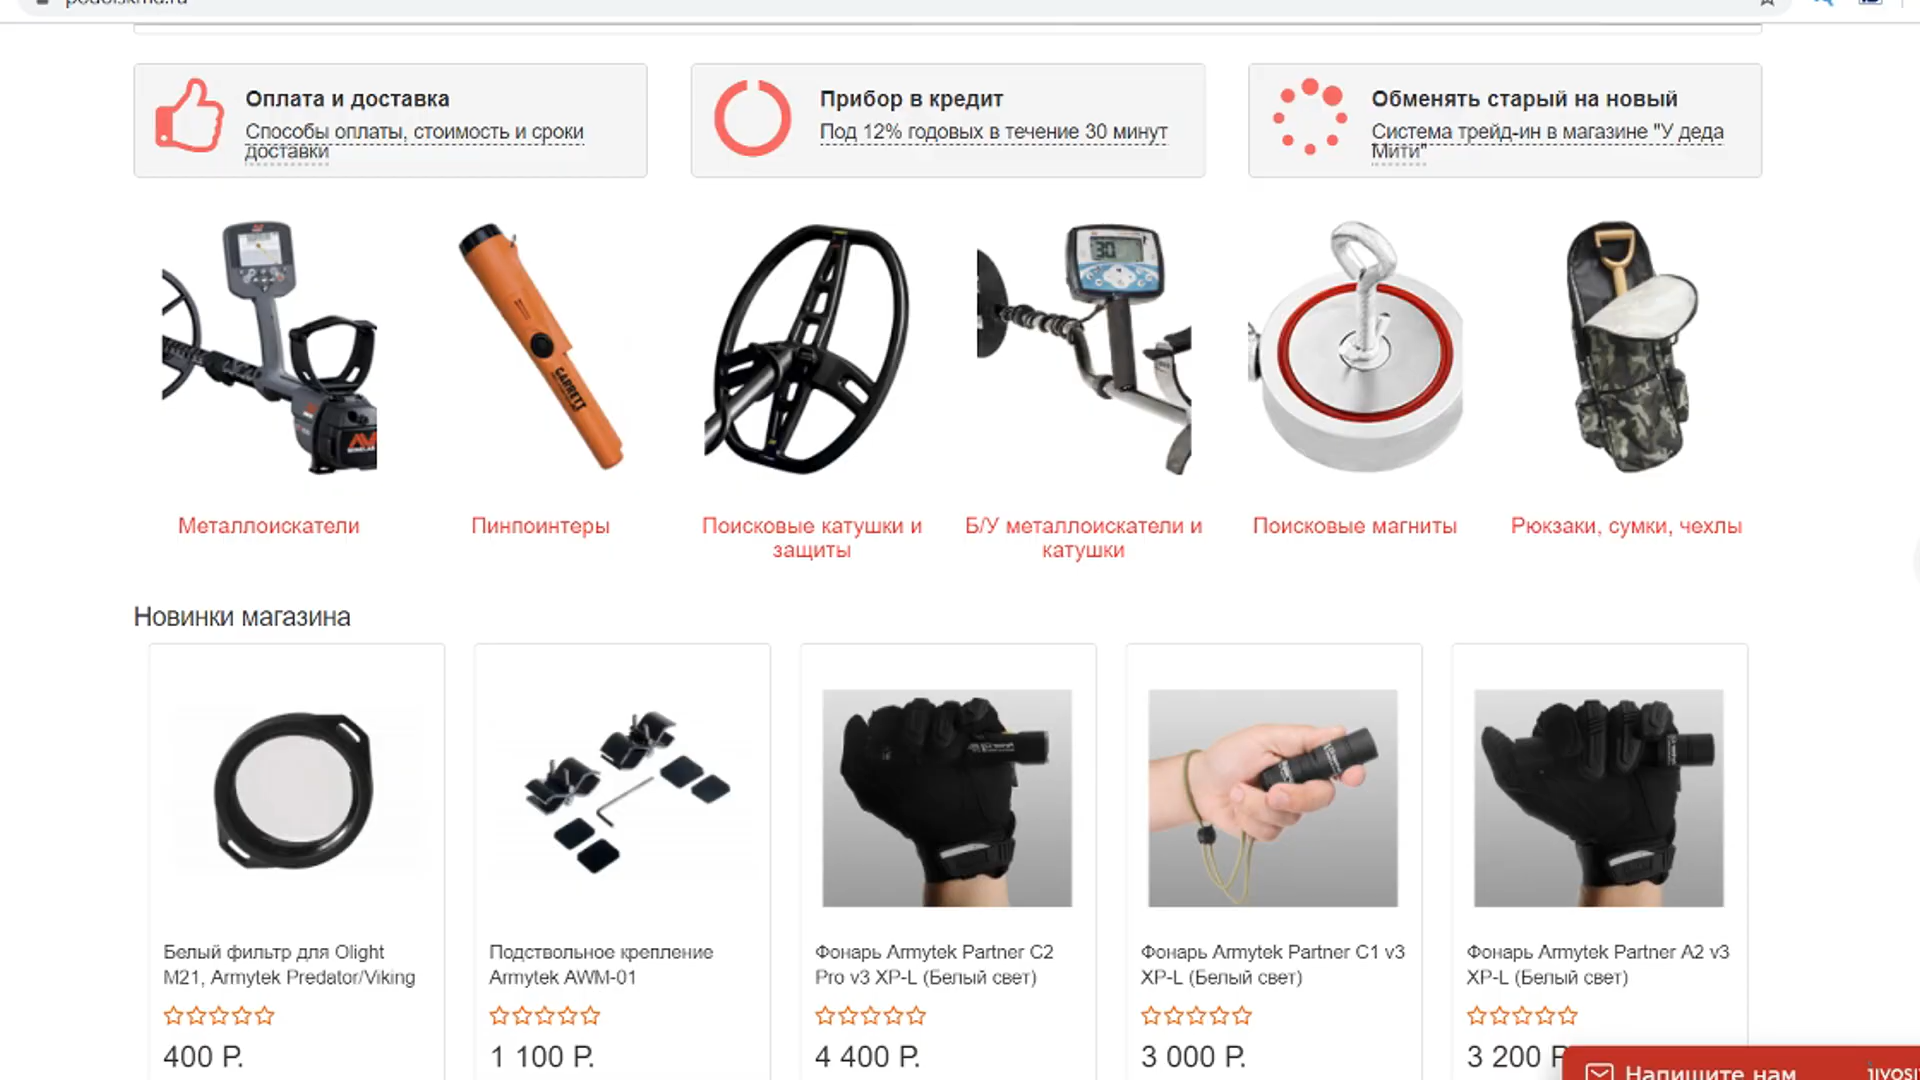 Оплата и доставка
Способы оплаты, стоимость и сроки
доставки
Прибор в кредит
Под 12% годовых в течение 30 минут
Обменять старый на новый
Система трейд-ин в магазине "У деда
Мити"
GARRETT
Металлоискатели
Пинпоинтеры
Поисковые катушки и
защиты
Б/У металлоискатели и
катушки
Поисковые магниты
Рюкзаки, сумки, чехлы
Новинки магазина
Белый фильтр для Olight
M21, Armytek Predator/Viking
400 Р.
Подствольное крепление
Armytek AWM-01
1 100 Р.
Фонарь Armytek Partner C2
Pro v3 XP-L (Белый свет)
4 400 Р.
Фонарь Armytek Partner C1 v3
XP-L (Белый свет)
3 000 Р.
Фонарь Armytek Partner A2 v3
XP-L (Белый свет)
3 200 Р
Напишите нам